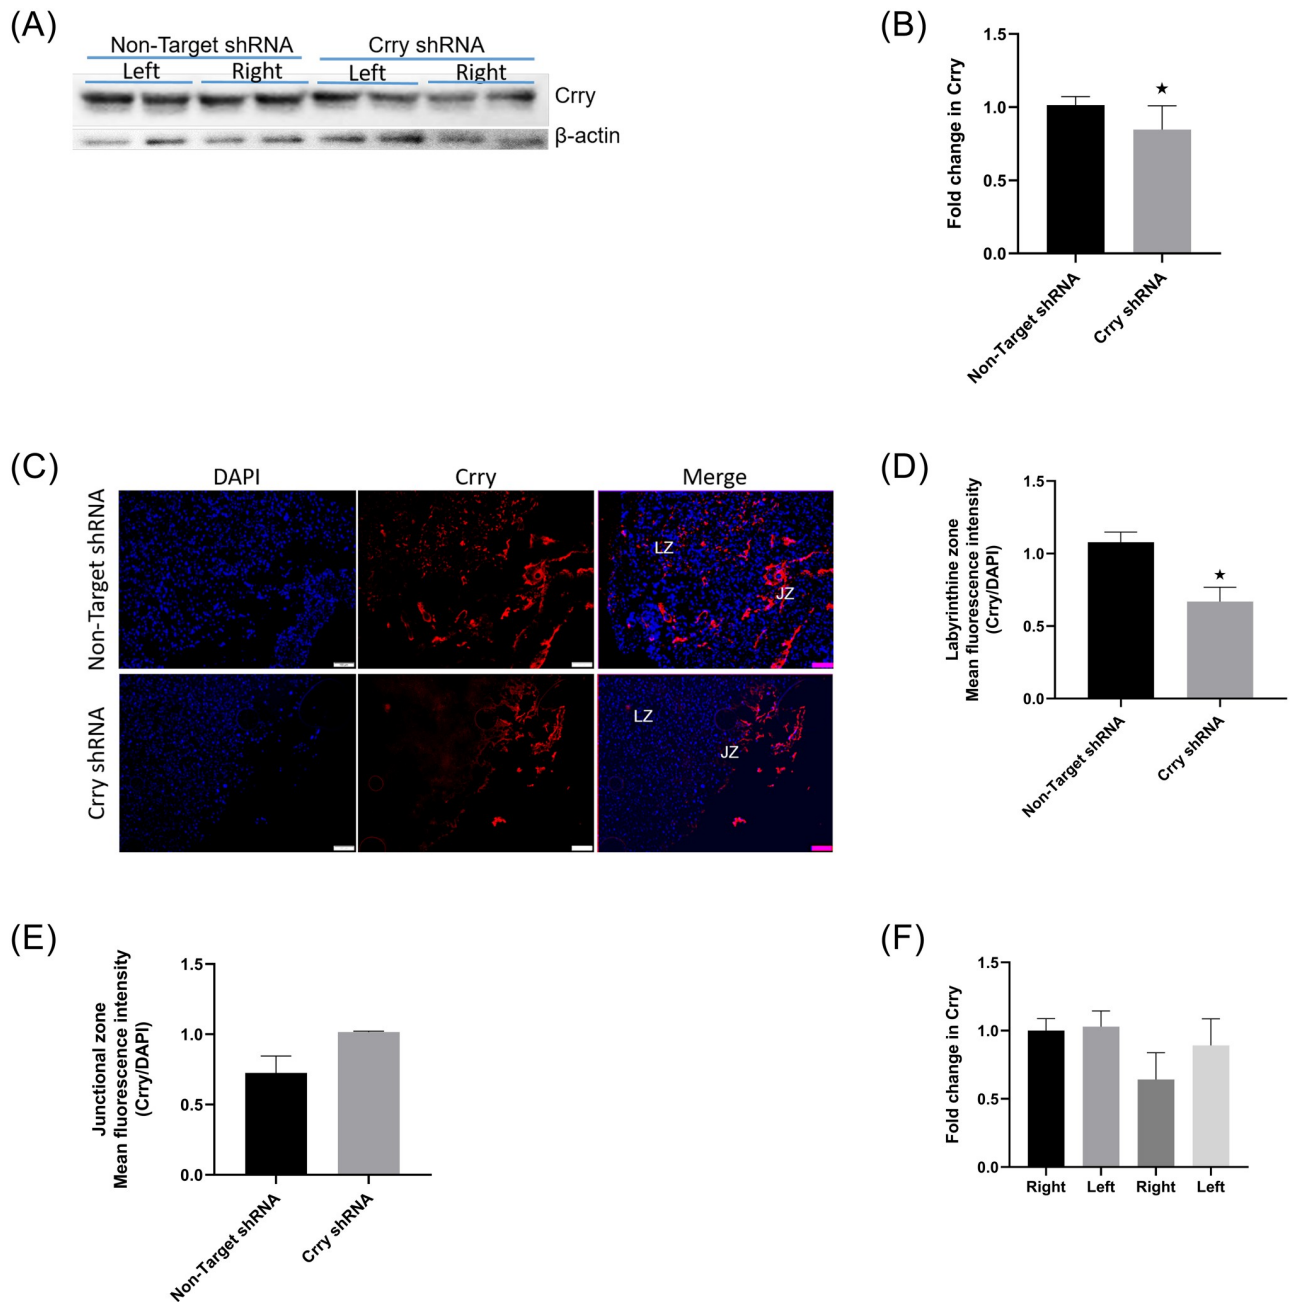 (A)
Non-Target shRNA Crry shRNA
Left Right Left Right
Crry
β-actin
(B)
Fold change in Crry
1.5
1.0
0.5
0.0
Non-Target shRNA
Crry shRNA
(C)
DAPI Crry Merge
Non-Target shRNA
LZ
JZ
Crry shRNA
LZ
JZ
(D)
Labyrinthine zone
Mean fluorescence intensity
(Crry/DAPI)
1.5
1.0
0.5
0.0
Non-Target shRNA
Crry shRNA
(E)
Junctional zone
Mean fluorescence intensity
(Crry/DAPI)
1.5
1.0
0.5
0.0
Non-Target shRNA
Crry shRNA
(F)
Fold change in Crry
1.5
1.0
0.5
0.0
Right Left Right Left